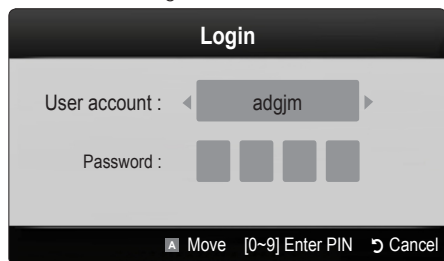 Login
User account : adgjm
Password :
A Move [0~9] Enter PIN Cancel